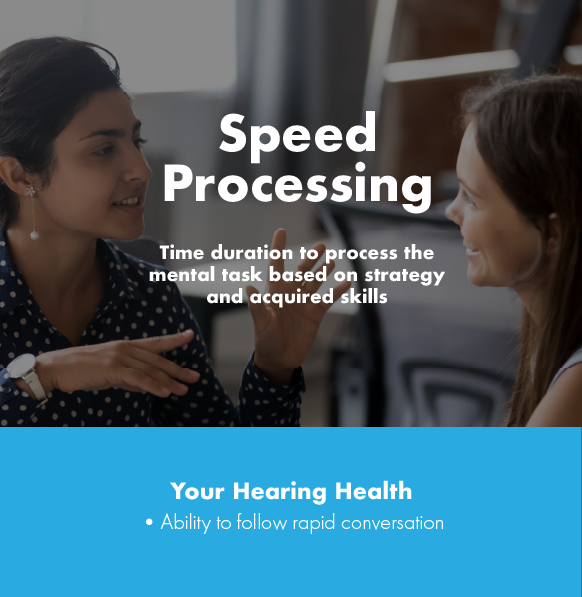 Speed
Processing
Time duration to process the
mental task based on strategy
and acquired skills
Your Hearing Health
• Ability to follow rapid conversation